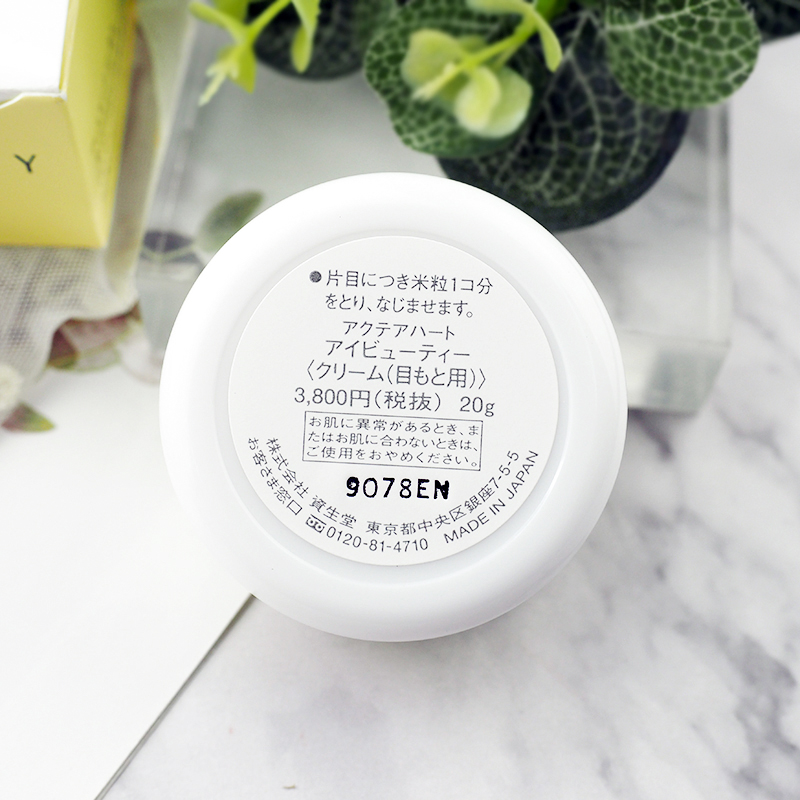 ●片目につき米粒1コ分
をとり、なじませます。
アクテアハート
アイビューティー
〈クリーム(目もと用)〉
3,800円(税抜) 20g
お肌に異常があるとき、ま
たはお肌に合わないときは、
ご使用をおやめください。
9078EN
株式会社 資生堂 東京都中央区銀座7-5-5
お客さま窓口 0120-81-4710 MADE IN JAPAN
Y